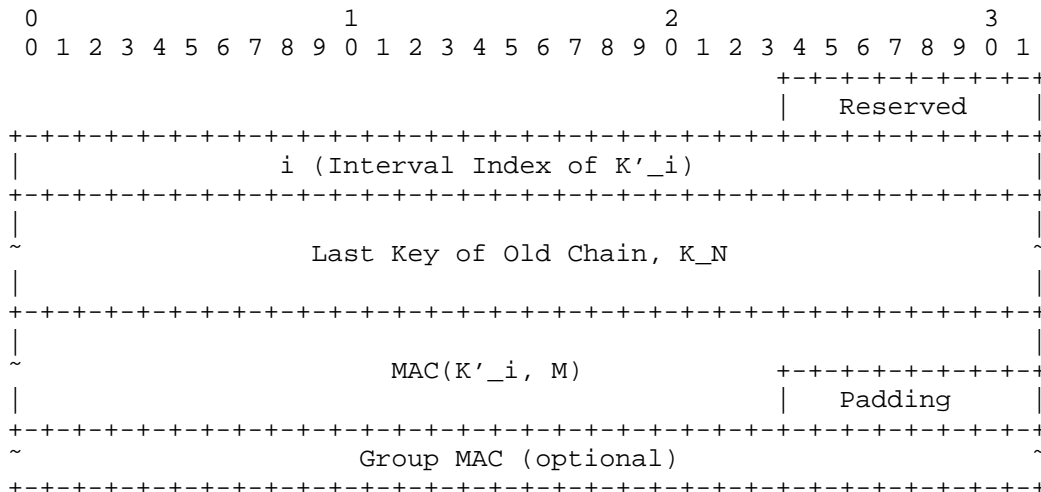 0                   1                   2                   3
 0 1 2 3 4 5 6 7 8 9 0 1 2 3 4 5 6 7 8 9 0 1 2 3 4 5 6 7 8 9 0 1
                                                +-+-+-+-+-+-+-+-+
                                                |   Reserved    |
+-+-+-+-+-+-+-+-+-+-+-+-+-+-+-+-+-+-+-+-+-+-+-+-+-+-+-+-+-+-+-+-+
|                i (Interval Index of K’_i)                     |
+-+-+-+-+-+-+-+-+-+-+-+-+-+-+-+-+-+-+-+-+-+-+-+-+-+-+-+-+-+-+-+-+
|                                                               |
~                  Last Key of Old Chain, K_N                   ~
|                                                               |
+-+-+-+-+-+-+-+-+-+-+-+-+-+-+-+-+-+-+-+-+-+-+-+-+-+-+-+-+-+-+-+-+
|                                                               |
~                       MAC(K’_i, M)            +-+-+-+-+-+-+-+-+
|                                               |   Padding     |
+-+-+-+-+-+-+-+-+-+-+-+-+-+-+-+-+-+-+-+-+-+-+-+-+-+-+-+-+-+-+-+-+
~                     Group MAC (optional)                      ~
+-+-+-+-+-+-+-+-+-+-+-+-+-+-+-+-+-+-+-+-+-+-+-+-+-+-+-+-+-+-+-+-+